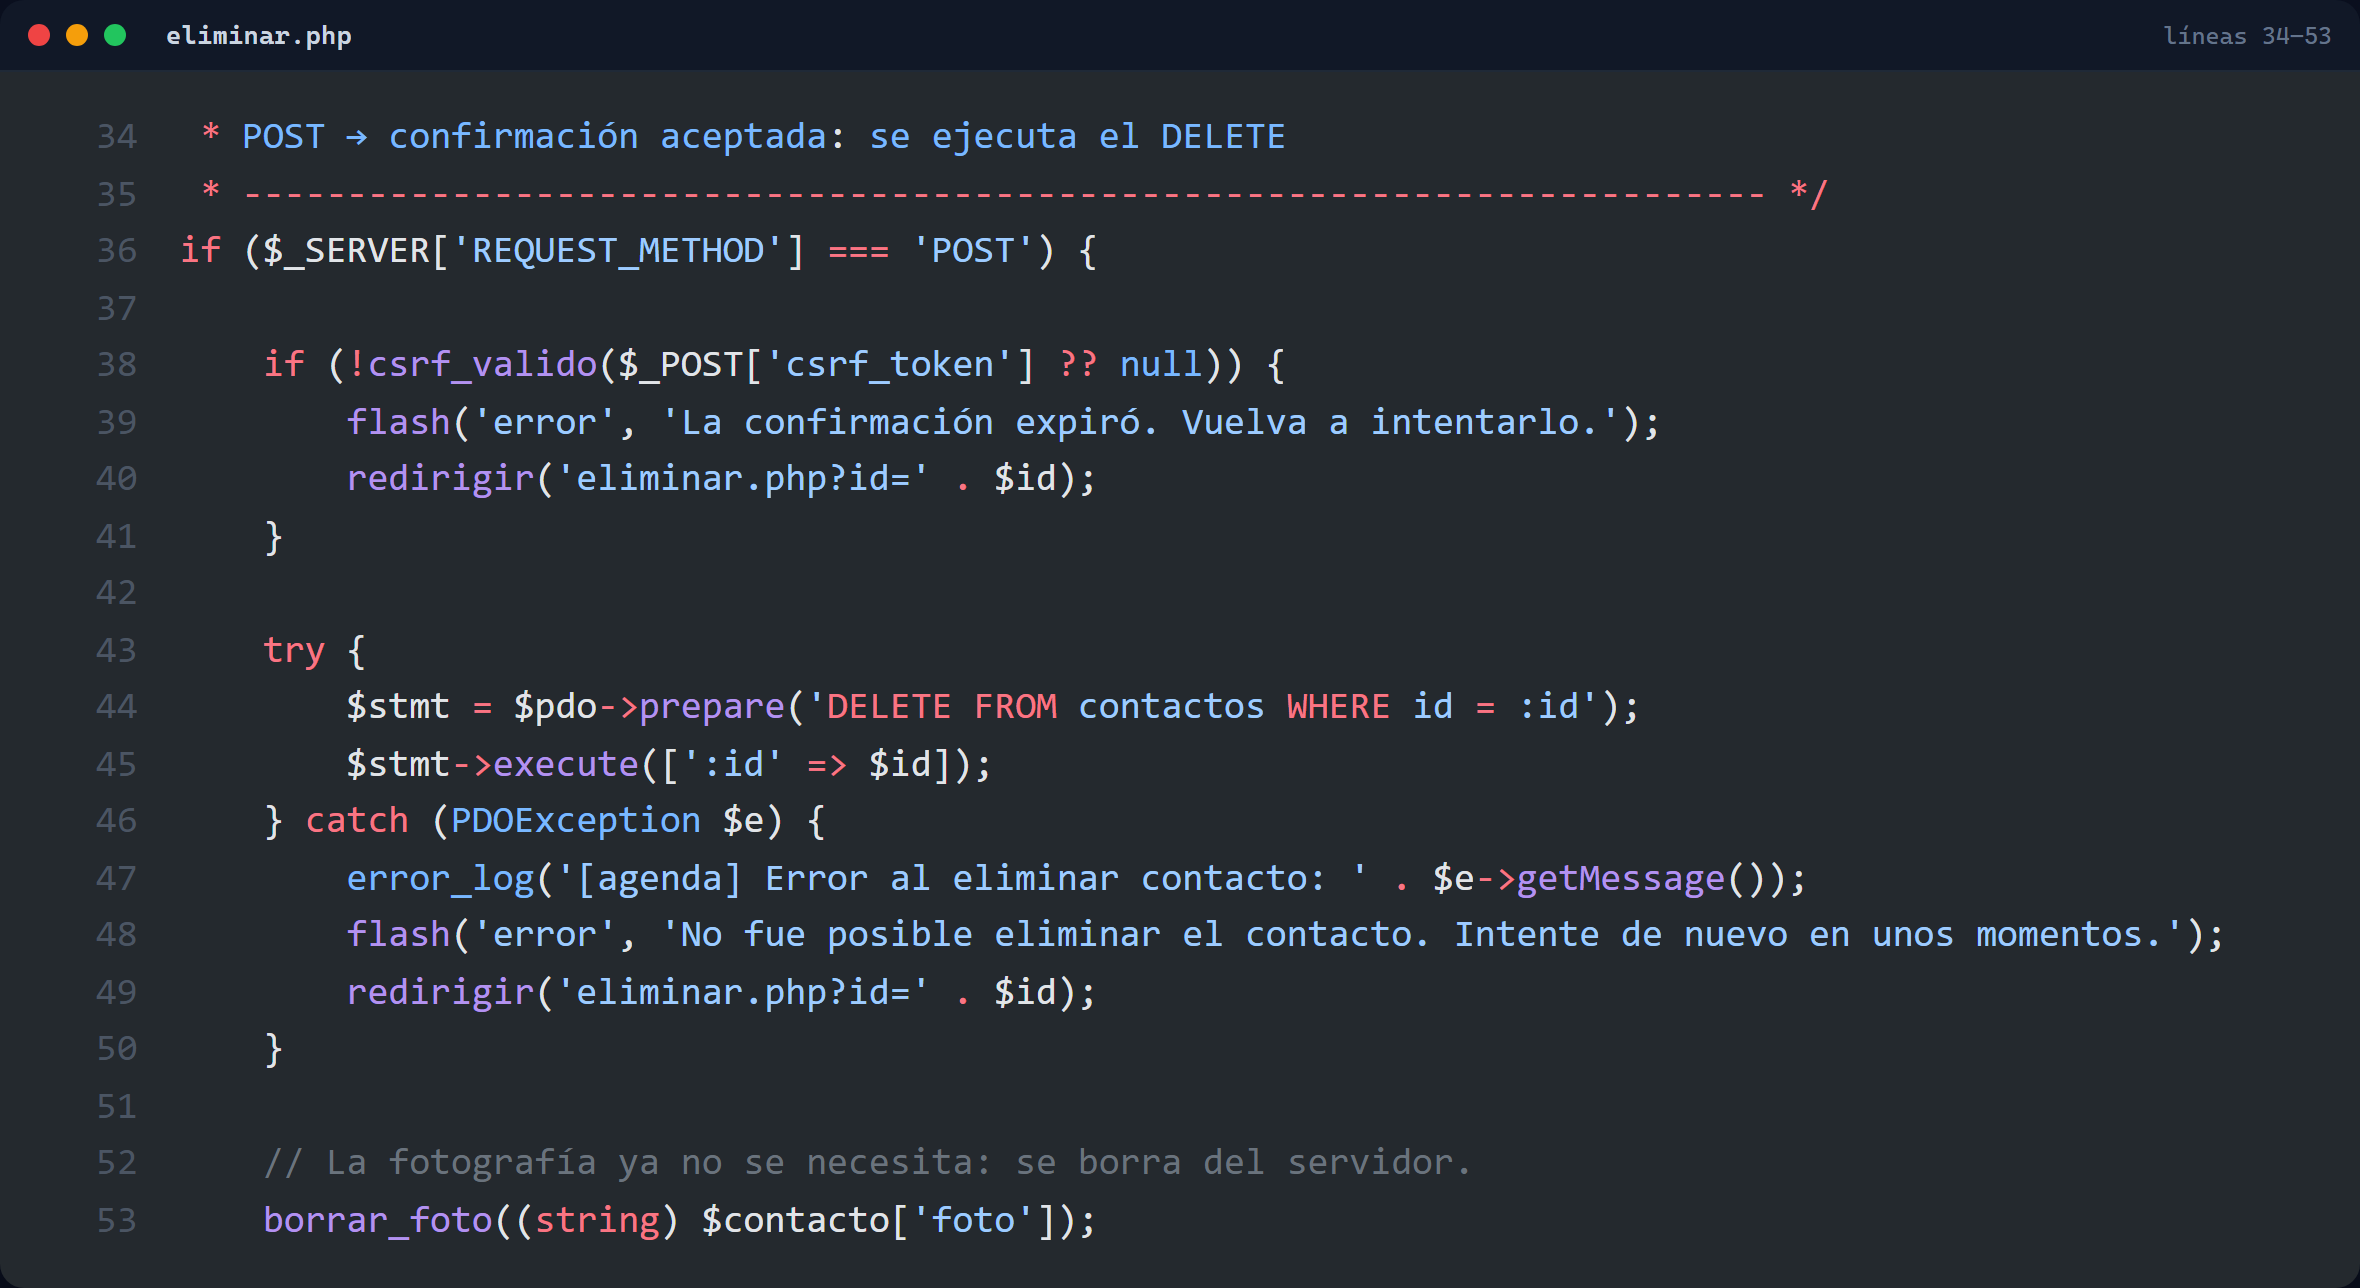 eliminar.php
líneas 34–53
34 * POST → confirmación aceptada: se ejecuta el DELETE
35 * ------------------------------------------------------------------------- */
36 if ($_SERVER['REQUEST_METHOD'] === 'POST') {
37
38 if (!csrf_valido($_POST['csrf_token'] ?? null)) {
39 flash('error', 'La confirmación expiró. Vuelva a intentarlo.');
40 redirigir('eliminar.php?id=' . $id);
41 }
42
43 try {
44 $stmt = $pdo->prepare('DELETE FROM contactos WHERE id = :id');
45 $stmt->execute([':id' => $id]);
46 } catch (PDOException $e) {
47 error_log('[agenda] Error al eliminar contacto: ' . $e->getMessage());
48 flash('error', 'No fue posible eliminar el contacto. Intente de nuevo en unos momentos.');
49 redirigir('eliminar.php?id=' . $id);
50 }
51
52 // La fotografía ya no se necesita: se borra del servidor.
53 borrar_foto((string) $contacto['foto']);